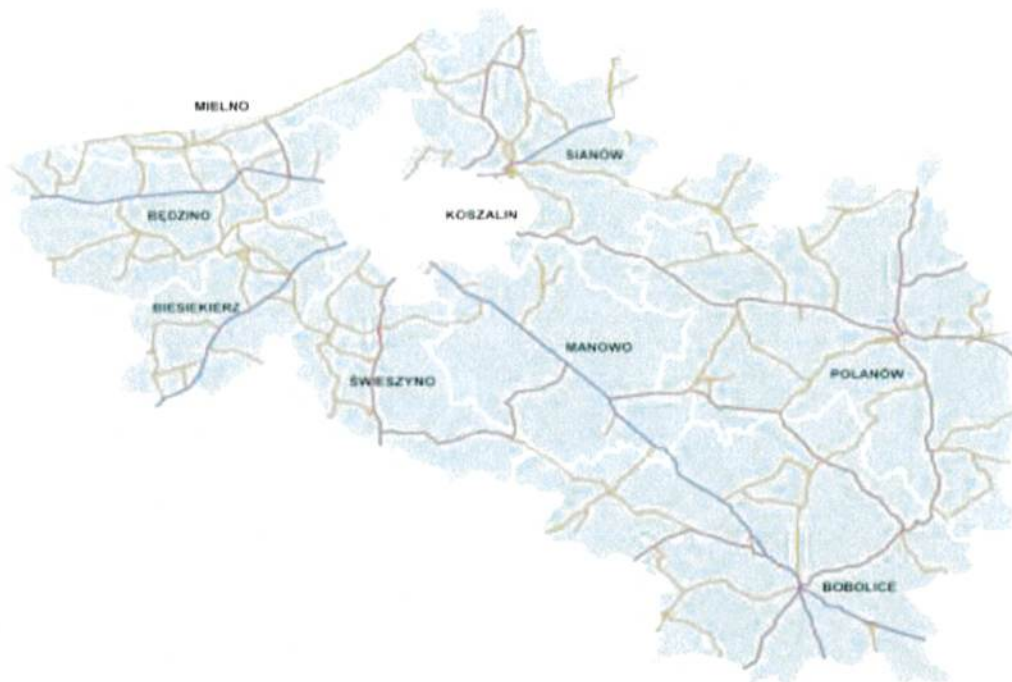 MIELNO
SIANÓW
BĘDZINO
KOSZALIN
BIESIEKIERZ
MANOWO
ŚWIESZYNO
POLANÓW
BOBOLICE